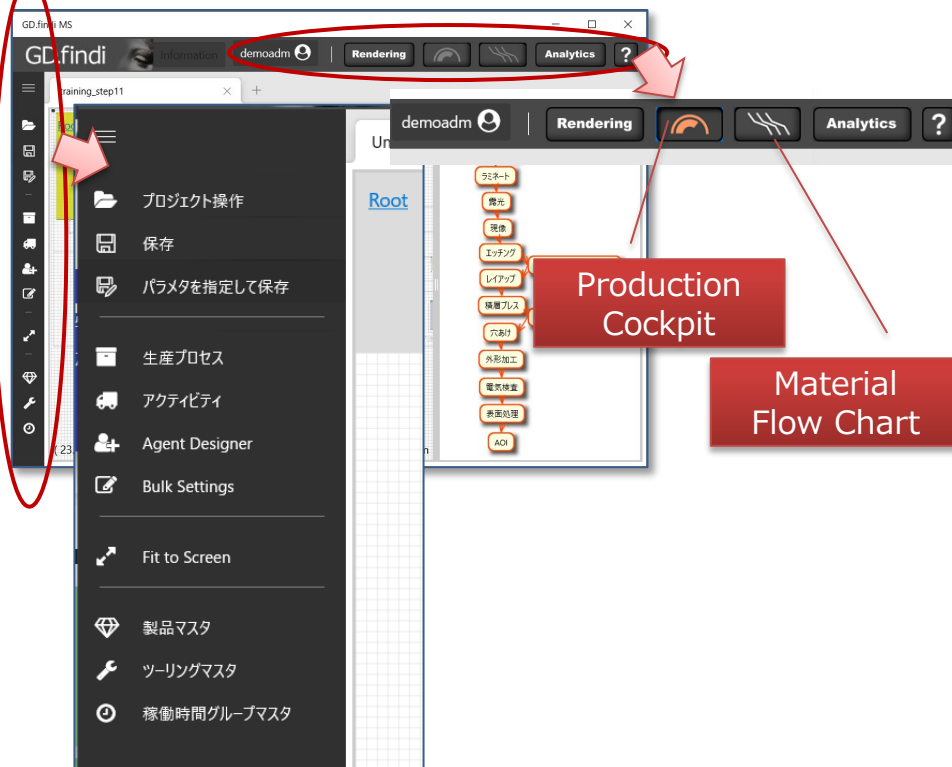 GD.findi MS
GD.findi
Information
demoadm
Rendering
Analytics
?
training_step11
+
demoadm
Rendering
Analytics
?
Root
プロジェクト操作
保存
パラメタを指定して保存
生産プロセス
アクティビティ
Agent Designer
Bulk Settings
Fit to Screen
製品マスタ
ツーリングマスタ
稼働時間グループマスタ
ラミネート
露光
現像
エッチング
レイアップ
積層プレス
穴あけ
外形加工
電気検査
表面処理
AOI
Production
Cockpit
Material
Flow Chart